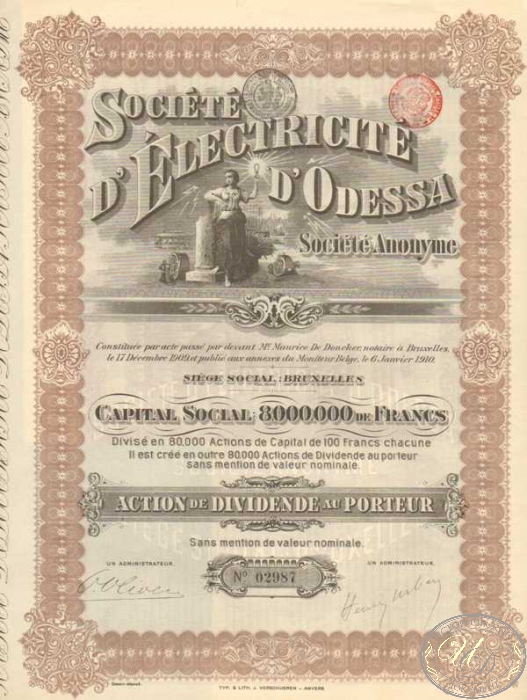 SOCIÉTÉ
D'ÉLECTRICITÉ
D'ODESSA
Société Anonyme
Constituée par acte passé par devant Me. Maurice De Doncker, notaire à Bruxelles,
le 17 Décembre 1909, et publié aux annexes du Moniteur Belge, le 6 Janvier 1910.
SIÈGE SOCIAL: BRUXELLES
CAPITAL SOCIAL: 8000.000 DE FRANCS
Divisé en 80,000 Actions de Capital de 100 Francs chacune
Il est créé en outre 80,000 Actions de Dividende au porteur
sans mention de valeur nominale.
ACTION DE DIVIDENDE AU PORTEUR
Sans mention de valeur nominale.
UN ADMINISTRATEUR.
UN ADMINISTRATEUR.
No 02987
TYP. & LITH. J. VERSCHUEREN - ANVERS.